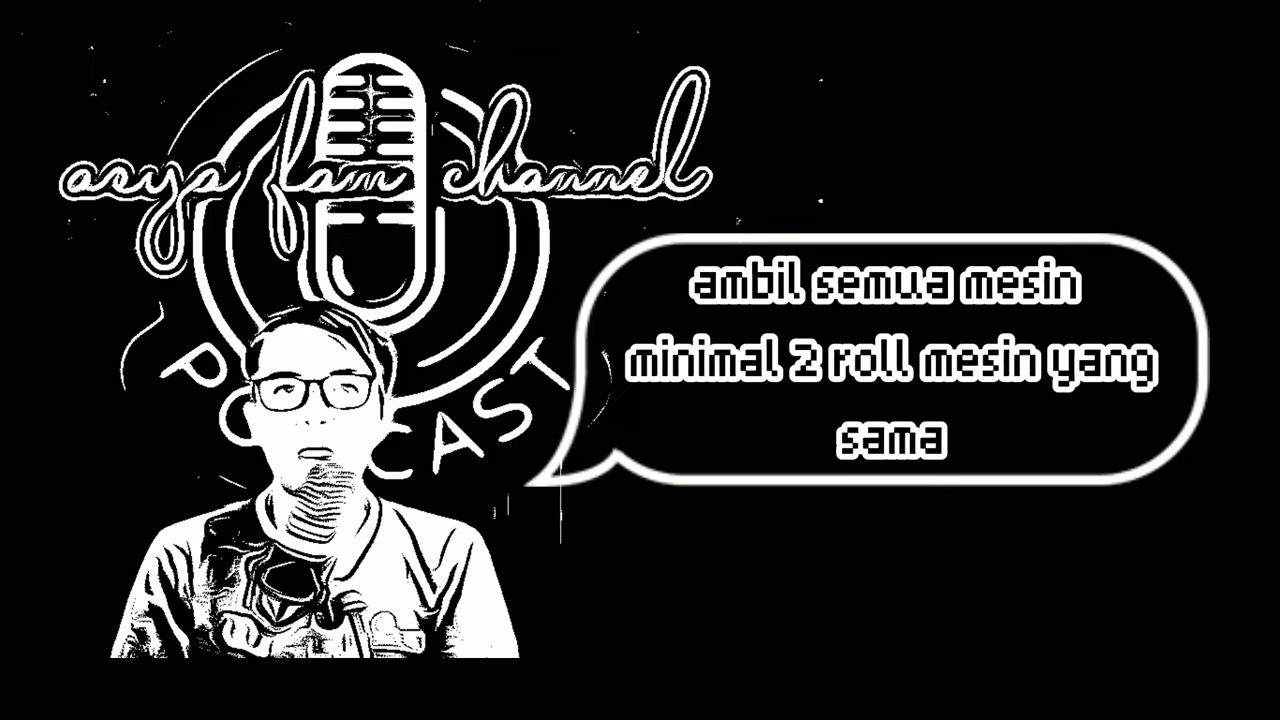 asya fam channel
PODCAST
ambil semua mesin
minimal 2 roll mesin yang
sama